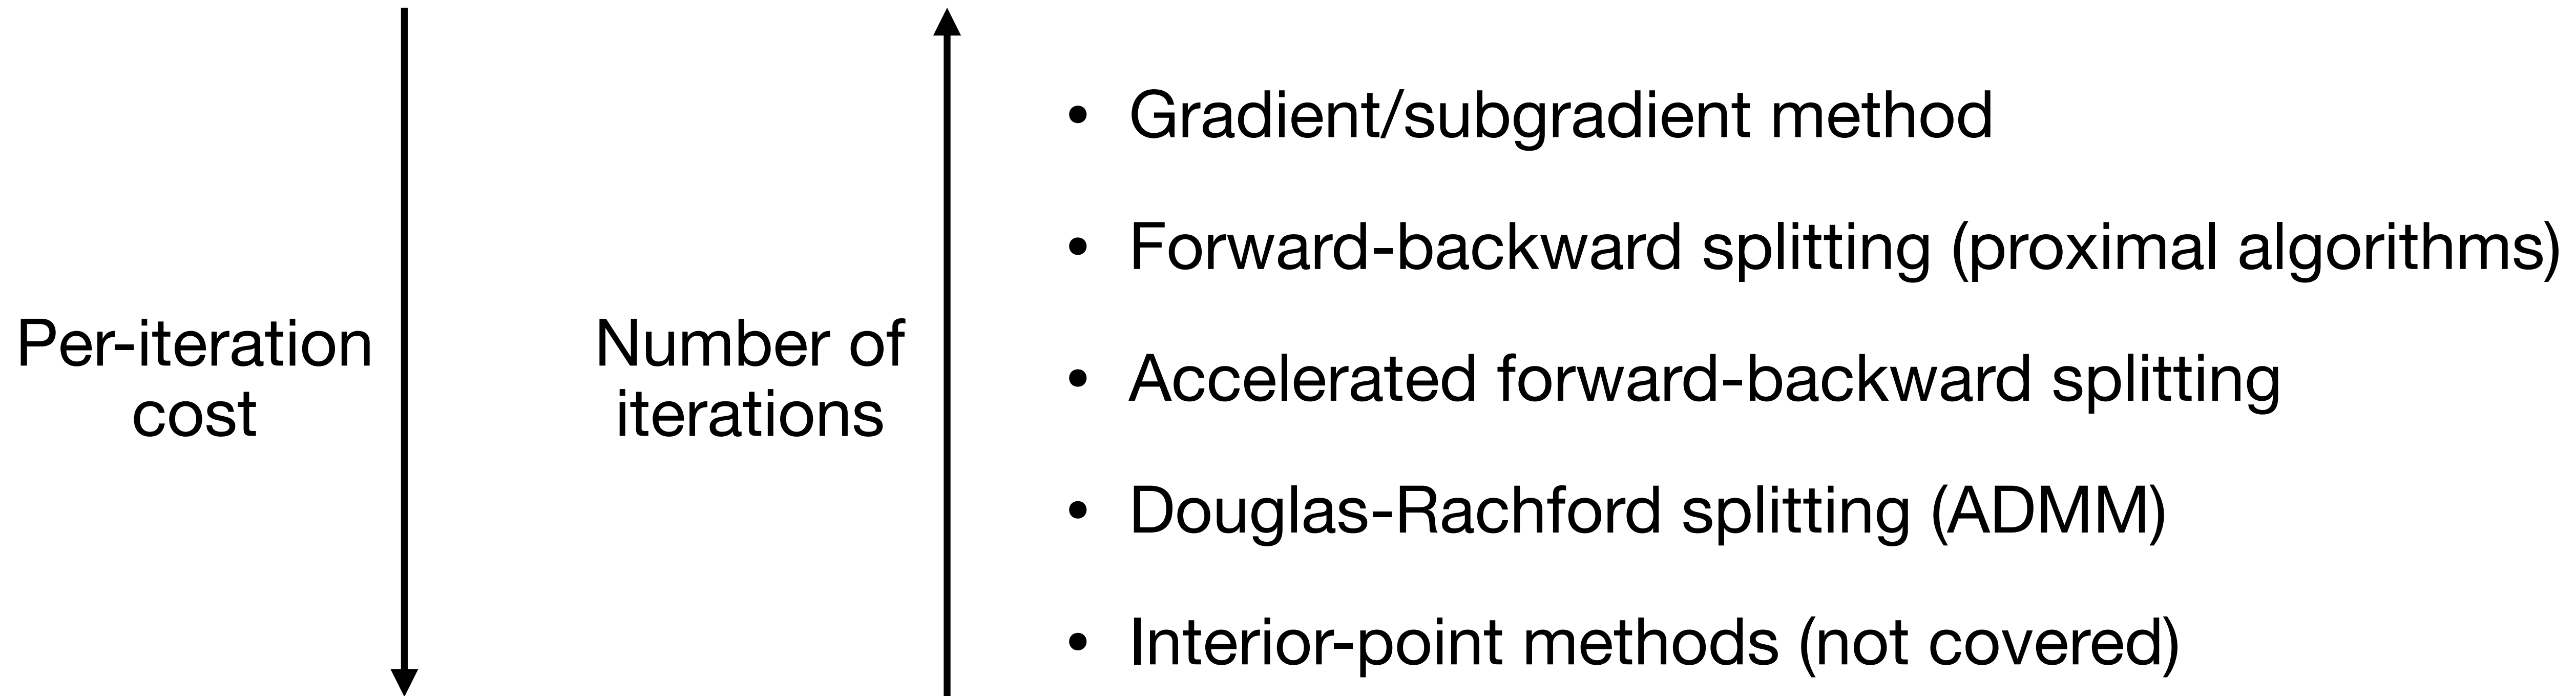 Per-iteration
cost
Number of
iterations
• Gradient/subgradient method
• Forward-backward splitting (proximal algorithms)
• Accelerated forward-backward splitting
• Douglas-Rachford splitting (ADMM)
• Interior-point methods (not covered)